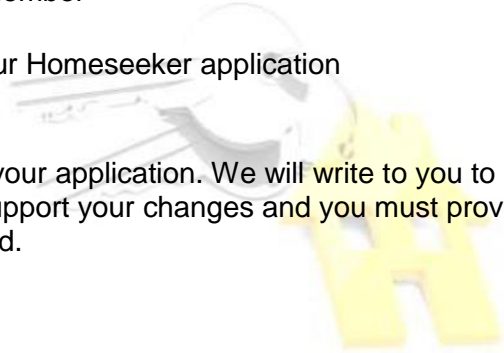 ur Homeseeker application
your application. We will write to you to
upport your changes and you must prov
d.